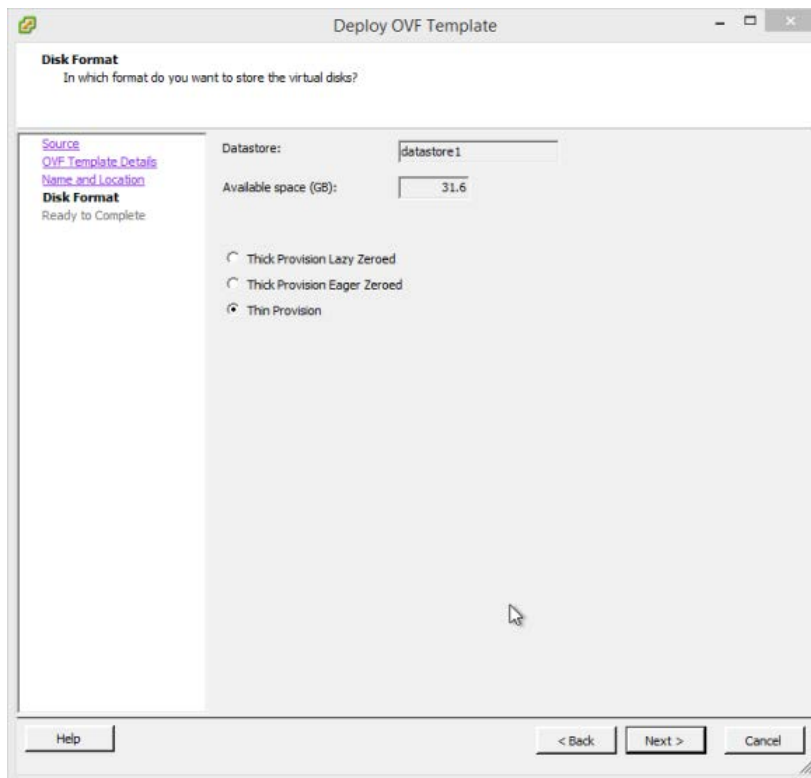 Deploy OVF Template
Disk Format
In which format do you want to store the virtual disks?
Source
OVF Template Details
Name and Location
Disk Format
Ready to Complete
Datastore:
datastore1
Available space (GB):
31.6
Thick Provision Lazy Zeroed
Thick Provision Eager Zeroed
Thin Provision
Help
< Back
Next >
Cancel